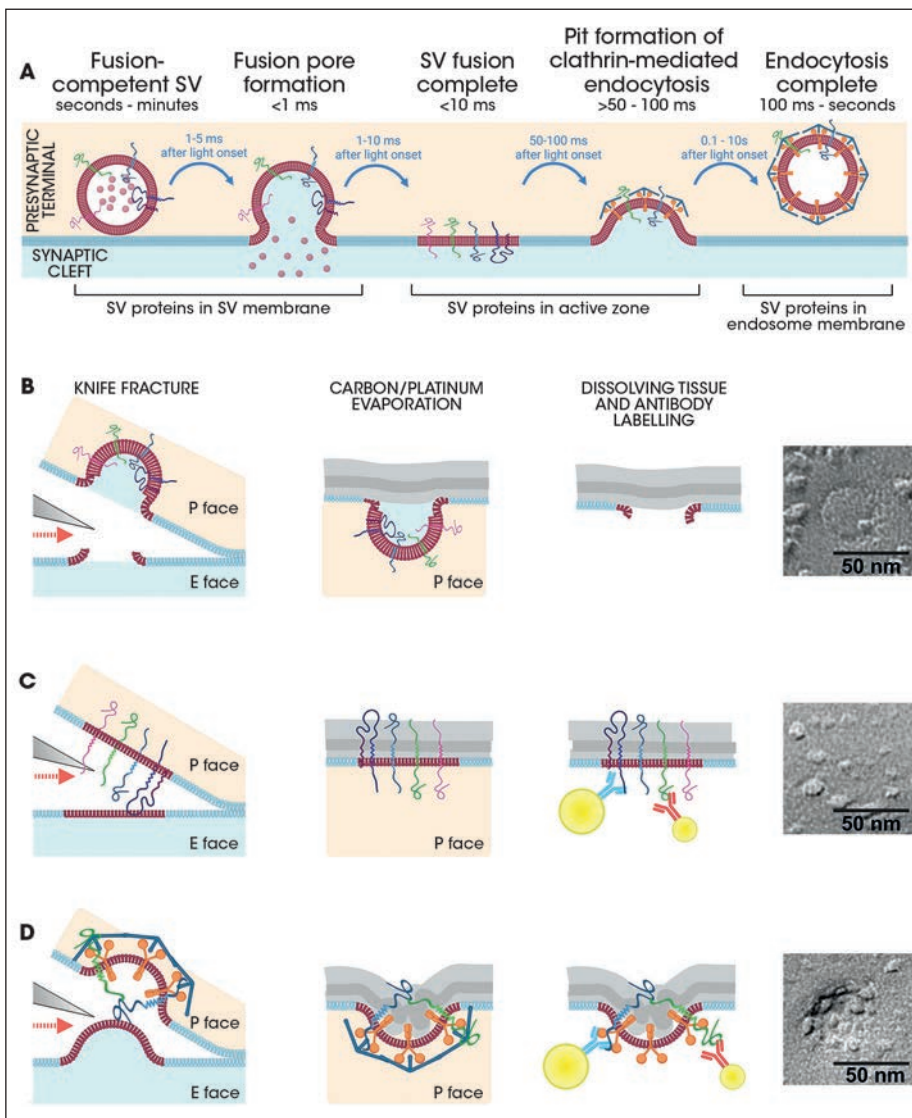 A
Fusion-
competent SV
seconds - minutes
Fusion pore
formation
<1 ms
SV fusion
complete
<10 ms
Pit formation of
clathrin-mediated
endocytosis
>50 - 100 ms
Endocytosis
complete
100 ms - seconds
PRESYNAPTIC
TERMINAL
1-5 ms
after light onset
1-10 ms
after light onset
50-100 ms
after light onset
0.1 - 10s
after light onset
SYNAPTIC
CLEFT
SV proteins in SV membrane
SV proteins in active zone
SV proteins in
endosome membrane
B
KNIFE FRACTURE
CARBON/PLATINUM
EVAPORATION
DISSOLVING TISSUE
AND ANTIBODY
LABELLING
P face
E face
P face
50 nm
C
P face
E face
P face
50 nm
D
P face
E face
P face
50 nm